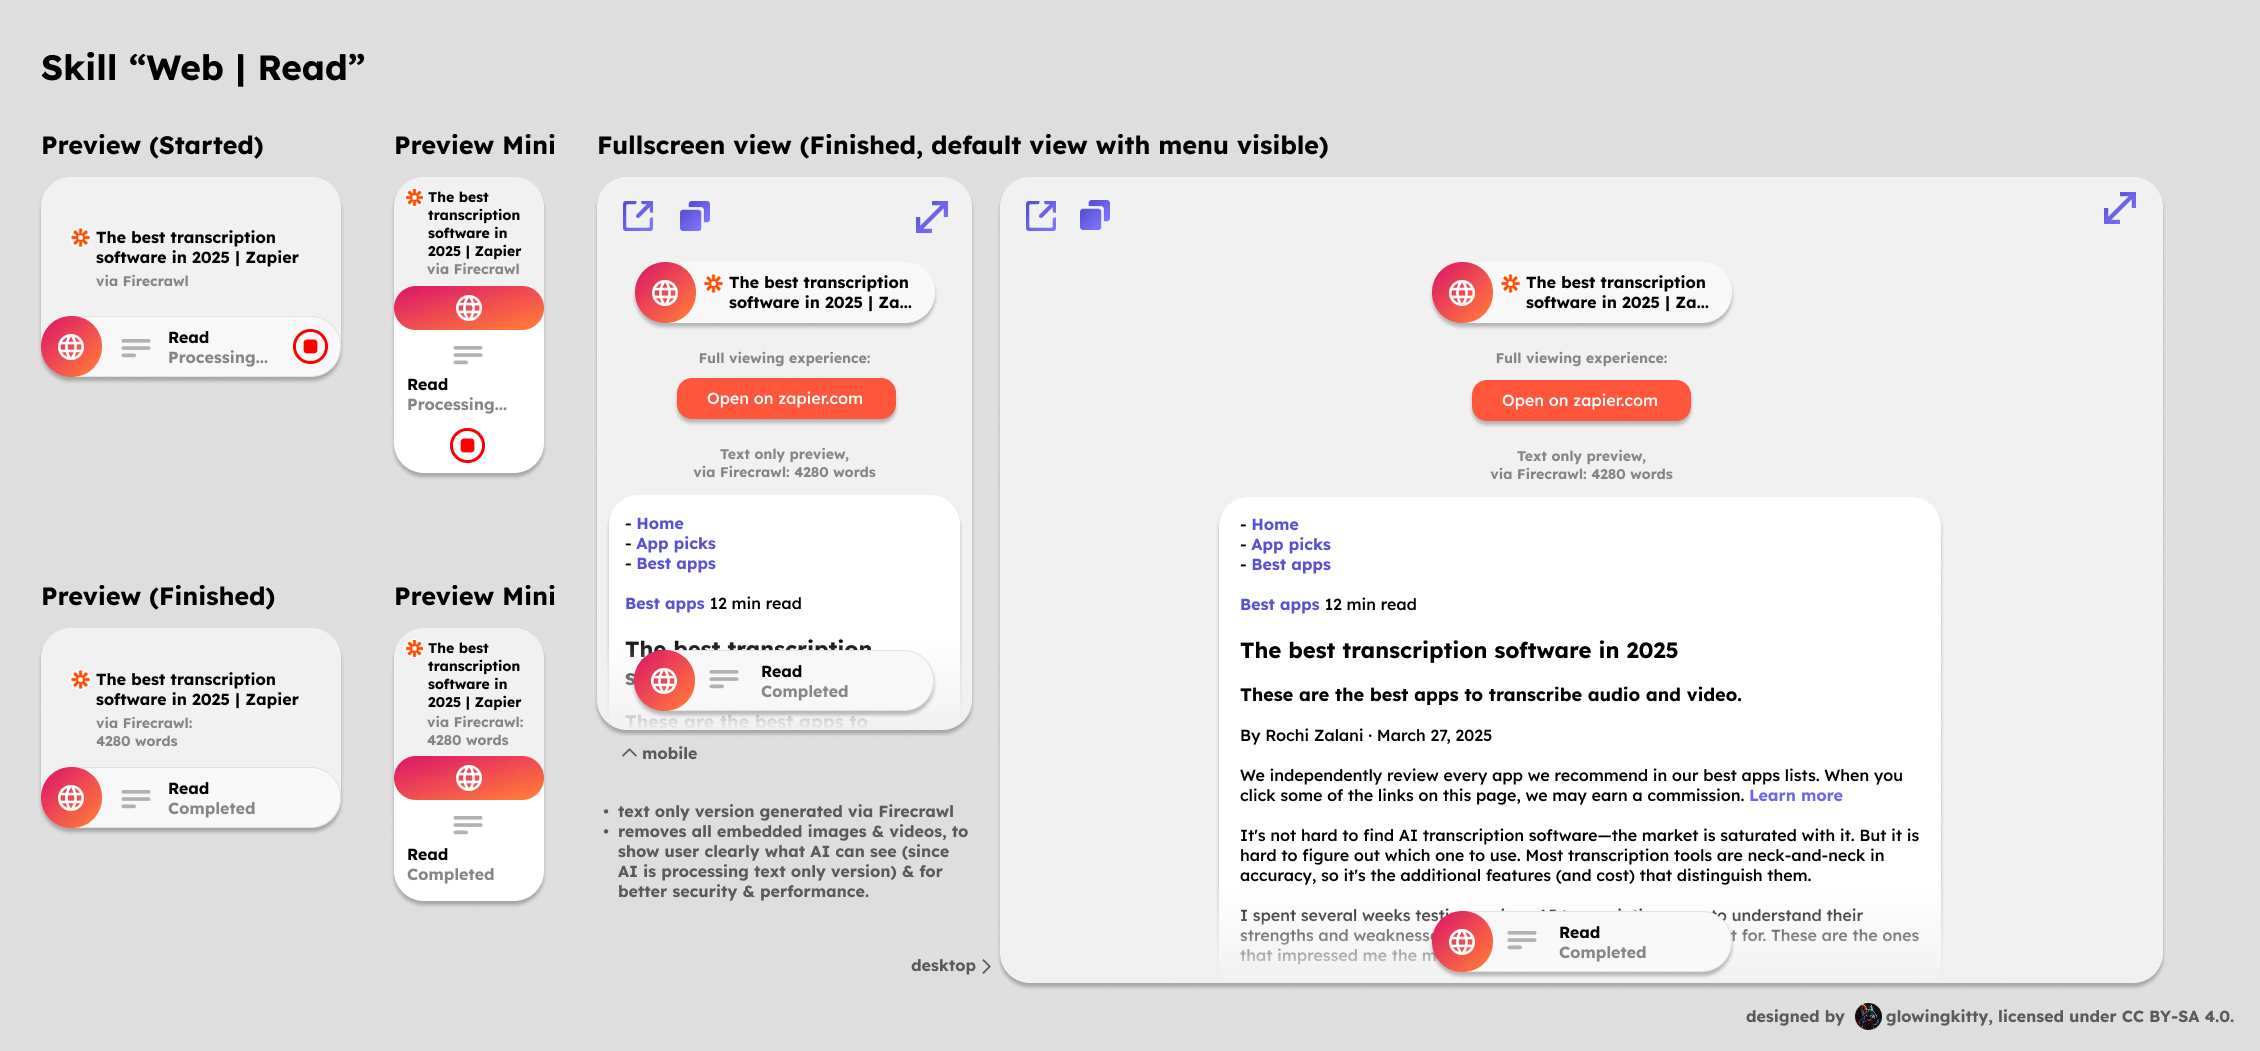 Skill “Web | Read”
Preview (Started)
The best transcription
software in 2025 | Zapier
via Firecrawl
Read
Processing...
Preview Mini
The best
transcription
software in
2025 | Zapier
via Firecrawl
Read
Processing...
Preview (Finished)
The best transcription
software in 2025 | Zapier
via Firecrawl:
4280 words
Read
Completed
Preview Mini
The best
transcription
software in
2025 | Zapier
via Firecrawl:
4280 words
Read
Completed
Fullscreen view (Finished, default view with menu visible)
The best transcription
software in 2025 | Za...
Full viewing experience:
Open on zapier.com
Text only preview,
via Firecrawl: 4280 words
- Home
- App picks
- Best apps
Best apps 12 min read
The best transcription
Read
Completed
These are the best apps to
mobile
• text only version generated via Firecrawl
• removes all embedded images & videos, to
show user clearly what AI can see (since
AI is processing text only version) & for
better security & performance.
desktop
The best transcription
software in 2025 | Za...
Full viewing experience:
Open on zapier.com
Text only preview,
via Firecrawl: 4280 words
- Home
- App picks
- Best apps
Best apps 12 min read
The best transcription software in 2025
These are the best apps to transcribe audio and video.
By Rochi Zalani · March 27, 2025
We independently review every app we recommend in our best apps lists. When you
click some of the links on this page, we may earn a commission. Learn more
It's not hard to find AI transcription software—the market is saturated with it. But it is
hard to figure out which one to use. Most transcription tools are neck-and-neck in
accuracy, so it's the additional features (and cost) that distinguish them.
I spent several weeks to understand their
strengths and for. These are the ones
that impressed me the
Read
Completed
designed by glowingkitty, licensed under CC BY-SA 4.0.